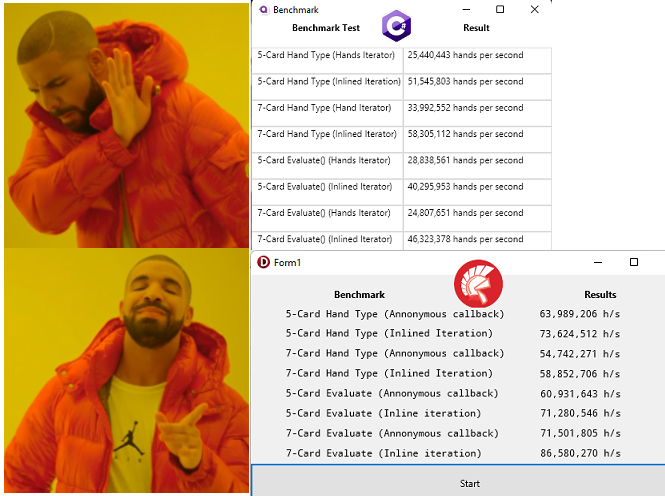 Benchmark
Benchmark Test Result
C#
5-Card Hand Type (Hands Iterator) 25,440,443 hands per second
5-Card Hand Type (Inlined Iteration) 51,545,803 hands per second
7-Card Hand Type (Hand Iterator) 33,992,552 hands per second
7-Card Hand Type (Inlined Iterator) 58,305,112 hands per second
5-Card Evaluate() (Hands Iterator) 28,838,561 hands per second
5-Card Evaluate() (Inlined Iterator) 40,295,953 hands per second
7-Card Evaluate() (Hands Iterator) 24,807,651 hands per second
7-Card Evaluate() (Inlined Iterator) 46,323,378 hands per second
D Form1
Benchmark Results
5-Card Hand Type (Annonymous callback) 63,989,206 h/s
5-Card Hand Type (Inlined Iteration) 73,624,512 h/s
7-Card Hand Type (Annonymous callback) 54,742,271 h/s
7-Card Hand Type (Inlined Iteration) 58,852,706 h/s
5-Card Evaluate (Annonymous callback) 60,931,643 h/s
5-Card Evaluate (Inline iteration) 71,280,546 h/s
7-Card Evaluate (Annonymous callback) 71,501,805 h/s
7-Card Evaluate (Inline iteration) 86,580,270 h/s
Start